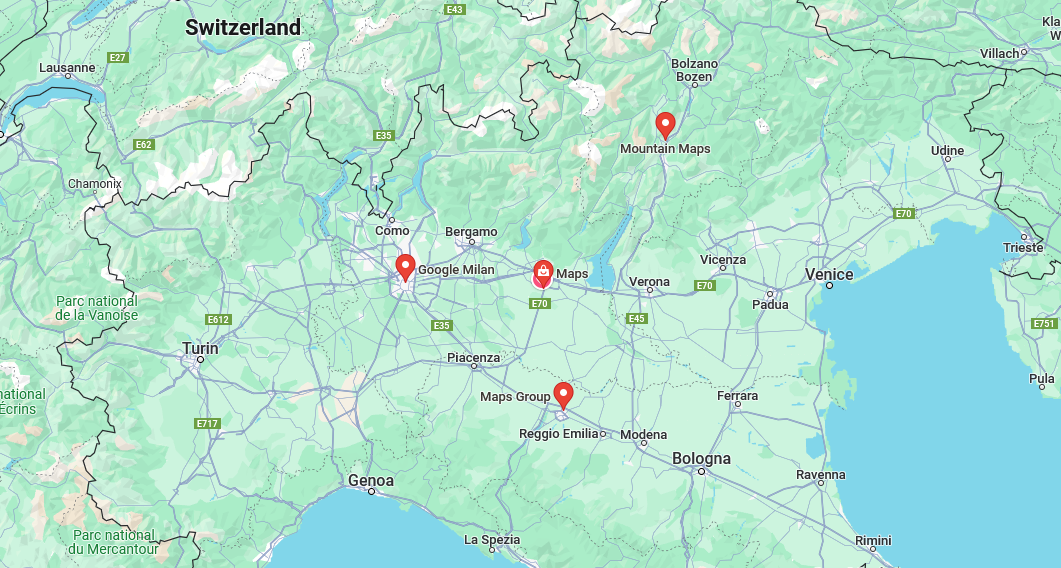 E43
Switzerland
Kla
W
Villach
E27
Lausanne
Bolzano
Bozen
E35
Mountain Maps
E62
Udine
Chamonix
E70
Como
Bergamo
Trieste
Vicenza
Google Milan
Maps
Venice
Verona
E70
Parc national
de la Vanoise
E70
Padua
E612
E35
E45
E751
Turin
Piacenza
Pula
national
Écrins
Maps Group
Ferrara
E717
Reggio Emilia
Modena
Bologna
Genoa
Ravenna
Parc national
du Mercantour
La Spezia
Rimini